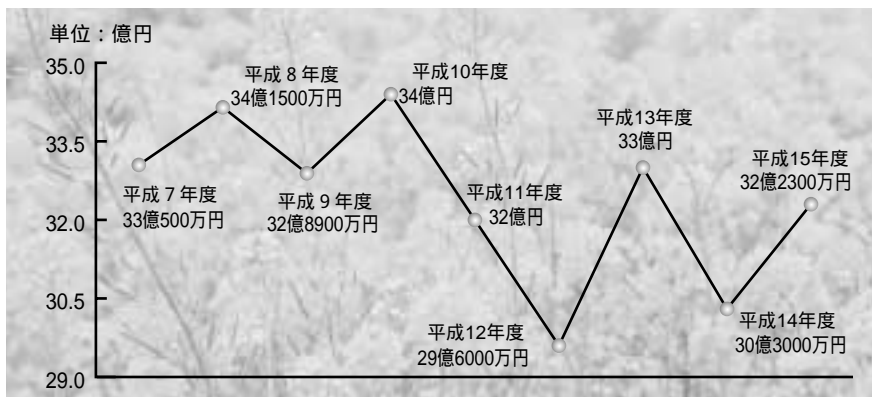 単位：億円
35.0
33.5
32.0
30.5
29.0
平成７年度
33億500万円
平成８年度
34億1500万円
平成９年度
32億8900万円
平成10年度
34億円
平成11年度
32億円
平成12年度
29億6000万円
平成13年度
33億円
平成14年度
30億3000万円
平成15年度
32億2300万円